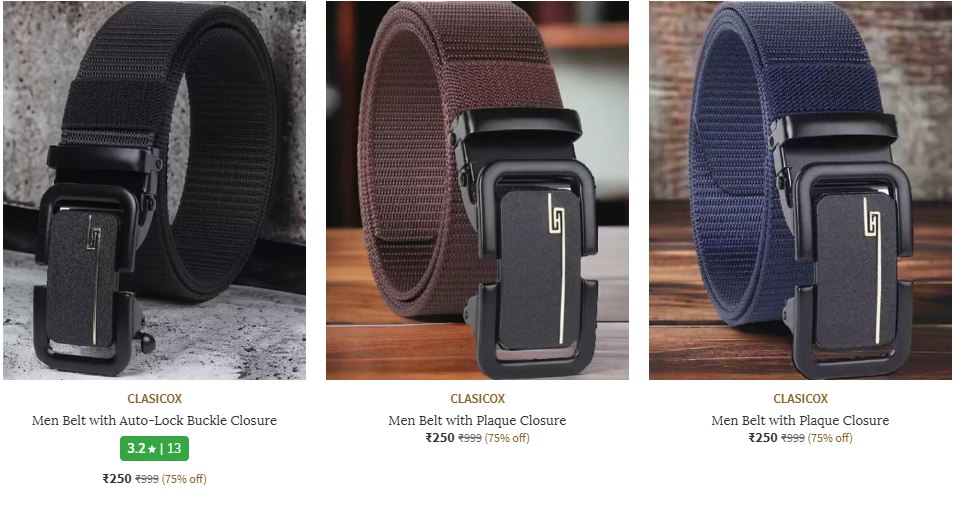 CLASICOX
Men Belt with Auto-Lock Buckle Closure
3.2★ | 13
₹250 ₹999 (75% off)
CLASICOX
Men Belt with Plaque Closure
₹250 ₹999 (75% off)
CLASICOX
Men Belt with Plaque Closure
₹250 ₹999 (75% off)